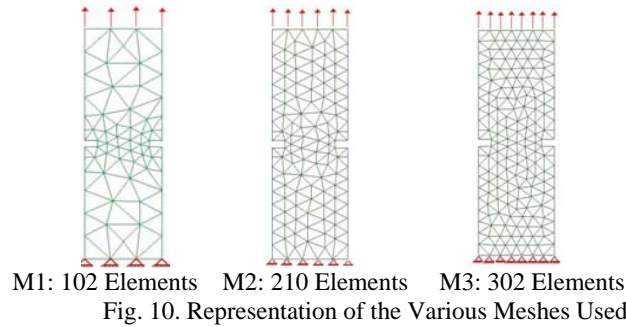 M1: 102 Elements M2: 210 Elements M3: 302 Elements
Fig. 10. Representation of the Various Meshes Used